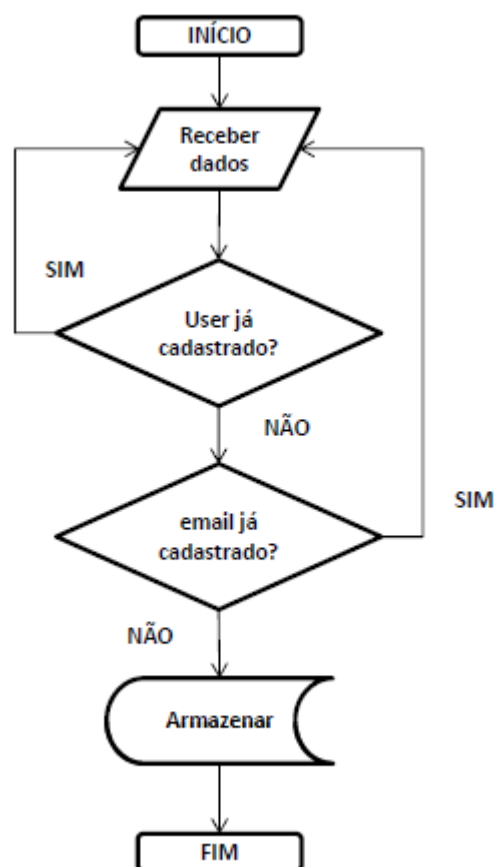 INÍCIO
Receber
dados
SIM
User já
cadastrado?
NÃO
SIM
email já
cadastrado?
NÃO
Armazenar
FIM